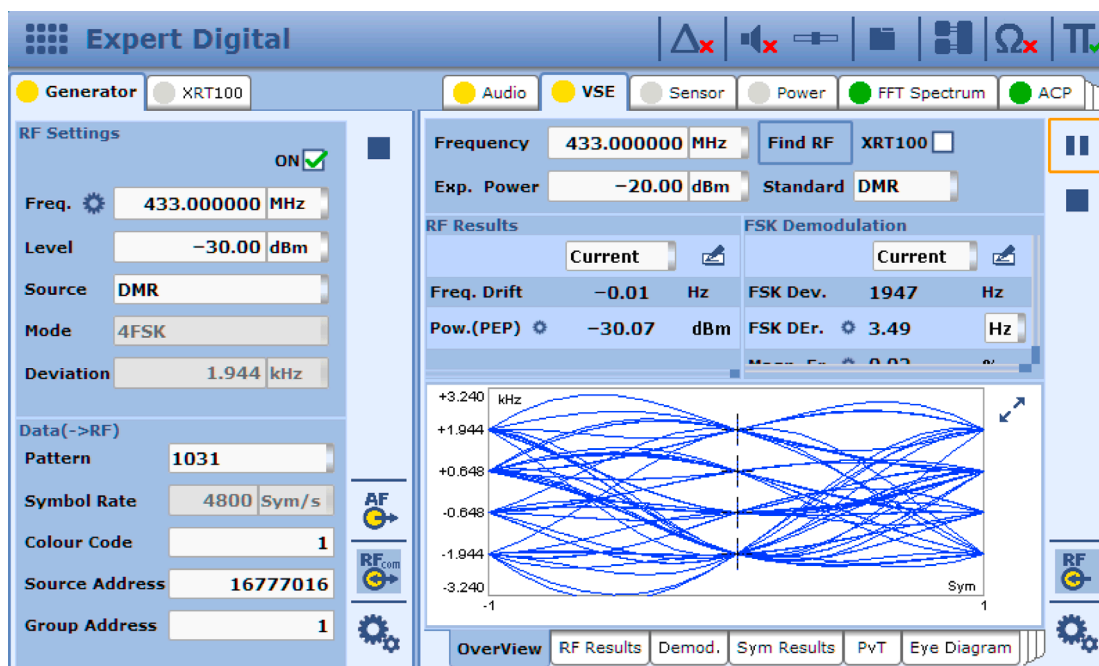 Expert Digital
Generator
XRT100
Audio
VSE
Sensor
Power
FFT Spectrum
ACP
RF Settings
ON
Freq. 433.000000 MHz
Level -30.00 dBm
Source DMR
Mode 4FSK
Deviation 1.944 kHz
Data(->RF)
Pattern 1031
Symbol Rate 4800 Sym/s
Colour Code 1
Source Address 16777016
Group Address 1
AF
RFcom
Frequency 433.000000 MHz Find RF XRT100
Exp. Power -20.00 dBm Standard DMR
RF Results
Current
Freq. Drift -0.01 Hz
Pow.(PEP) -30.07 dBm
FSK Demodulation
Current
FSK Dev. 1947 Hz
FSK DEr. 3.49 Hz
+3.240 kHz
+1.944
+0.648
-0.648
-1.944
-3.240 Sym
-1 1
OverView
RF Results
Demod.
Sym Results
PvT
Eye Diagram
RF